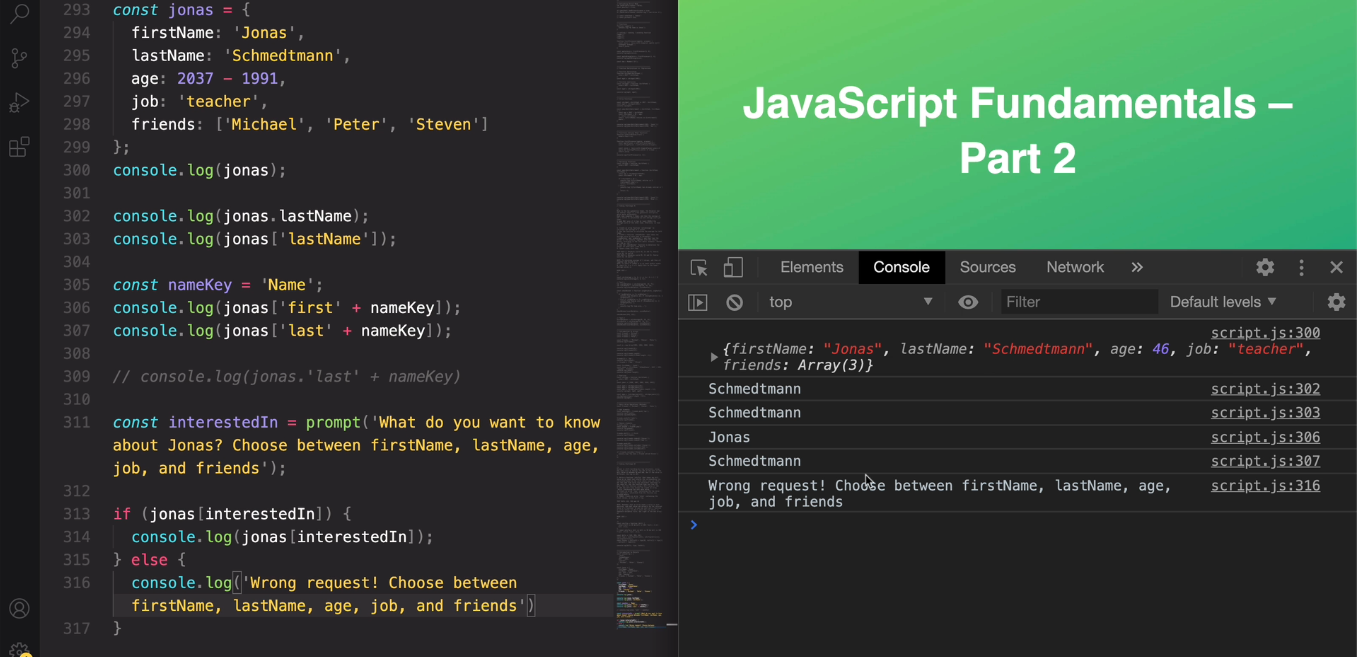 293 const jonas = {
294 firstName: 'Jonas',
295 lastName: 'Schmedtmann',
296 age: 2037 - 1991,
297 job: 'teacher',
298 friends: ['Michael', 'Peter', 'Steven']
299 };
300 console.log(jonas);
301
302 console.log(jonas.lastName);
303 console.log(jonas['lastName']);
304
305 const nameKey = 'Name';
306 console.log(jonas['first' + nameKey]);
307 console.log(jonas['last' + nameKey]);
308
309 // console.log(jonas.'last' + nameKey)
310
311 const interestedIn = prompt('What do you want to know
about Jonas? Choose between firstName, lastName, age,
job, and friends');
312
313 if (jonas[interestedIn]) {
314 console.log(jonas[interestedIn]);
315 } else {
316 console.log('Wrong request! Choose between
firstName, lastName, age, job, and friends')
317 }
JavaScript Fundamentals –
Part 2
Elements Console Sources Network »
top Filter Default levels
script.js:300
{firstName: "Jonas", lastName: "Schmedtmann", age: 46, job: "teacher",
friends: Array(3)}
Schmedtmann script.js:302
Schmedtmann script.js:303
Jonas script.js:306
Schmedtmann script.js:307
Wrong request! Choose between firstName, lastName, age, script.js:316
job, and friends